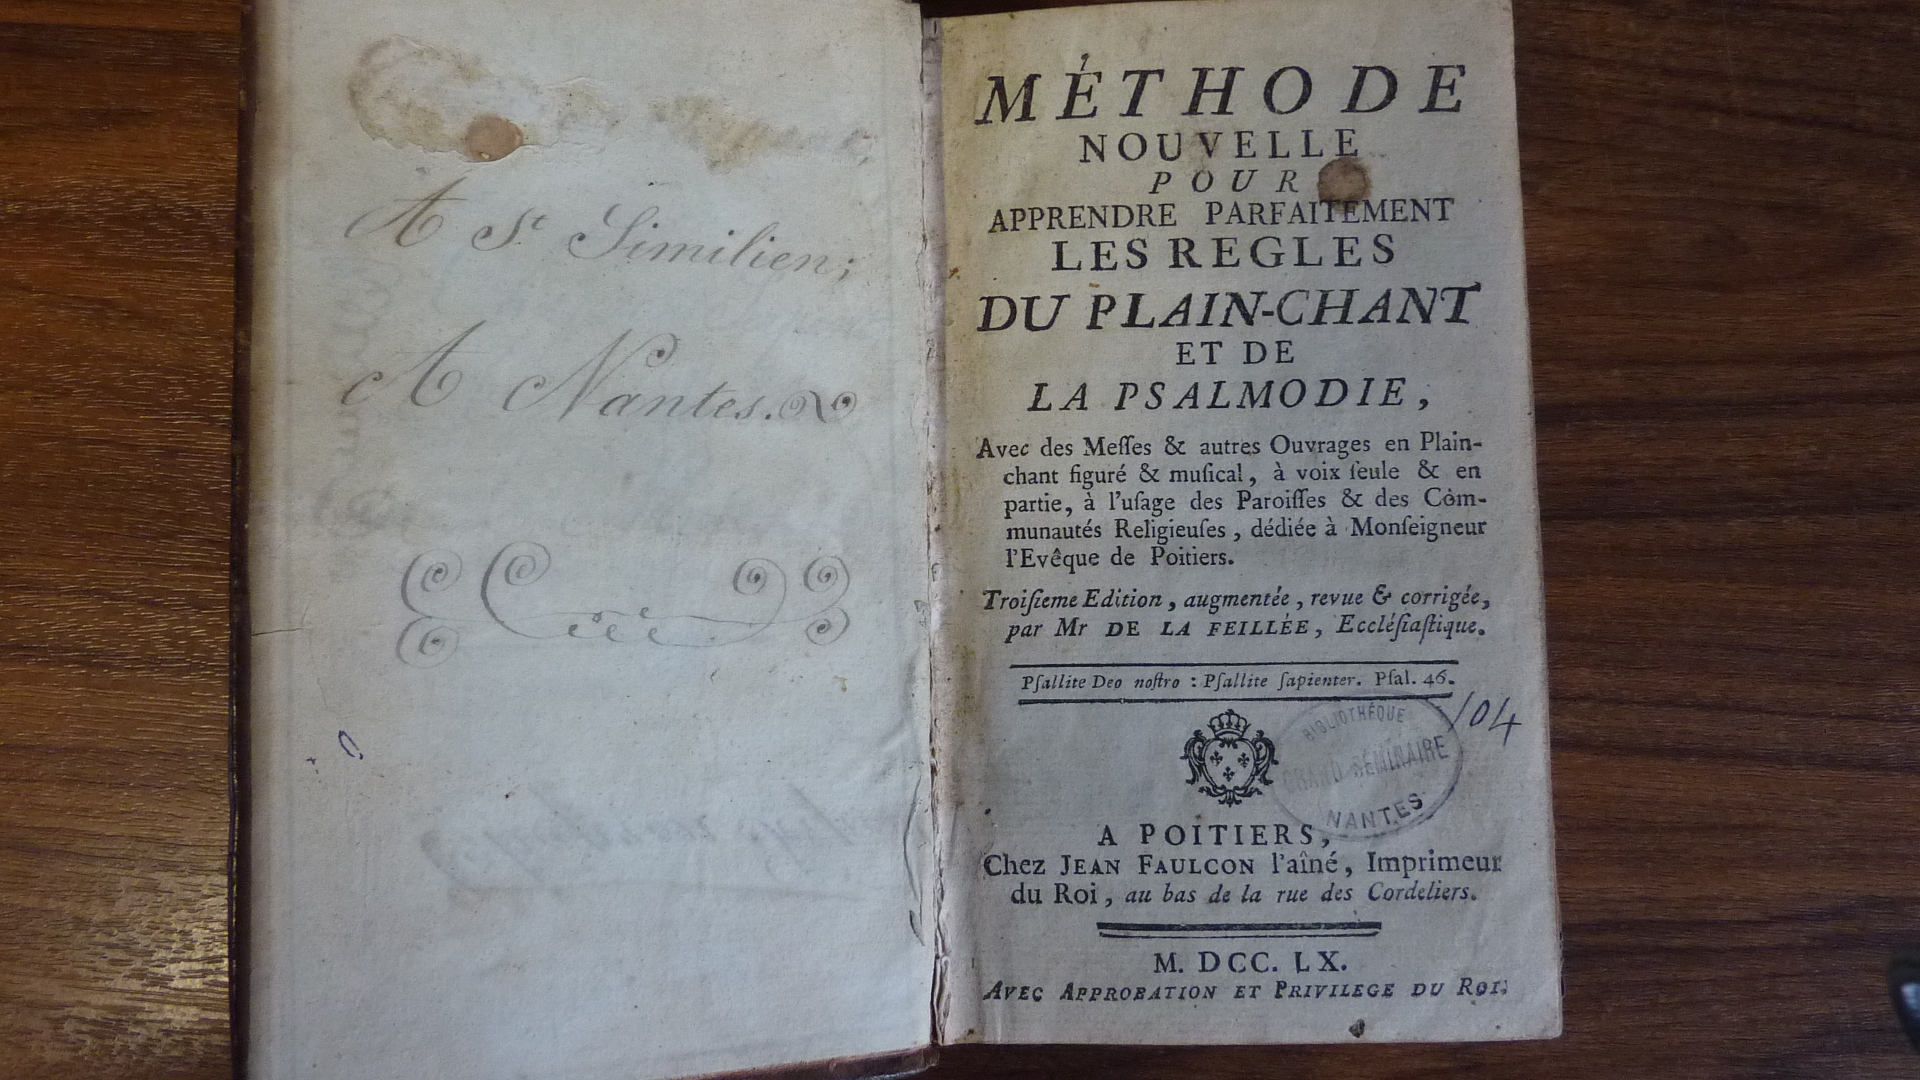 A St Similien;
A Nantes.
MÉTHODE
NOUVELLE
POUR
APPRENDRE PARFAITEMENT
LES REGLES
DU PLAIN-CHANT
ET DE
LA PSALMODIE,
Avec des Meſſes & autres Ouvrages en Plain-
chant figuré & muſical, à voix ſeule & en
partie, à l'uſage des Paroiſſes & des Com-
munautés Religieuſes, dédiée à Monſeigneur
l'Evêque de Poitiers.
Troiſieme Edition, augmentée, revue & corrigée,
par Mr DE LA FEILLÉE, Eccléſiaſtique.
Pſallite Deo noſtro : Pſallite ſapienter. Pſal. 46.
104
BIBLIOTHÈQUE
GRAND SÉMINAIRE
NANTES
A POITIERS,
Chez JEAN FAULCON l'aîné, Imprimeur
du Roi, au bas de la rue des Cordeliers.
M. DCC. LX.
AVEC APPROBATION ET PRIVILEGE DU ROI.